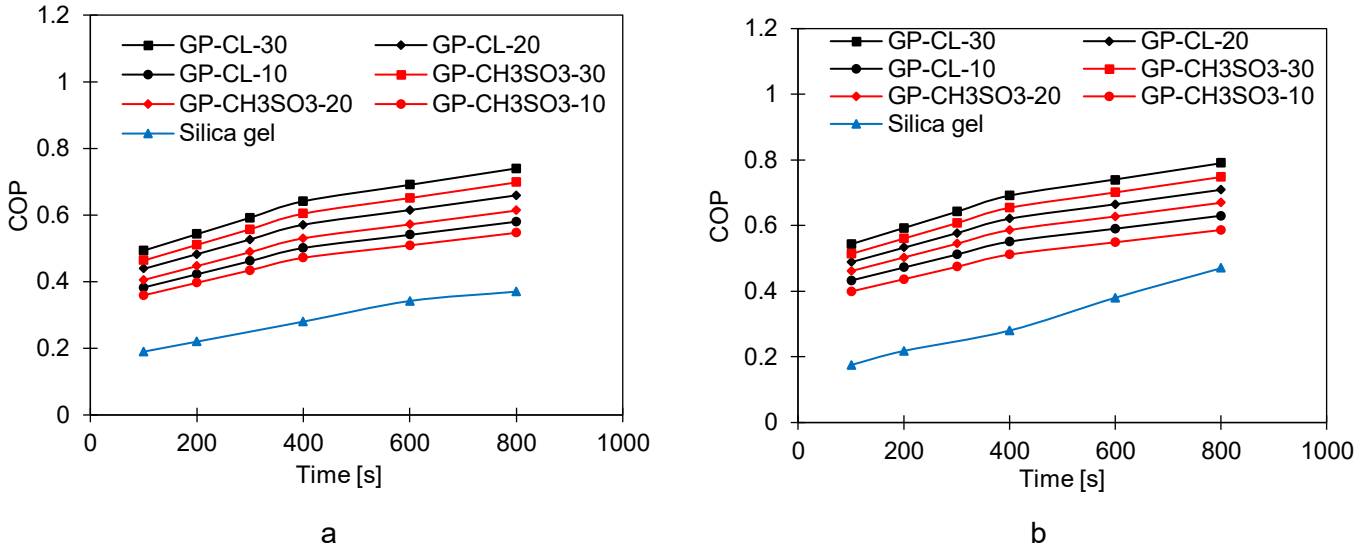 1.2
1
0.8
0.6
0.4
0.2
0
COP
GP-CL-30 GP-CL-20
GP-CL-10 GP-CH3SO3-30
GP-CH3SO3-20 GP-CH3SO3-10
Silica gel
0 200 400 600 800 1000
Time [s]
a
1.2
1
0.8
0.6
0.4
0.2
0
COP
GP-CL-30 GP-CL-20
GP-CL-10 GP-CH3SO3-30
GP-CH3SO3-20 GP-CH3SO3-10
Silica gel
0 200 400 600 800 1000
Time [s]
b